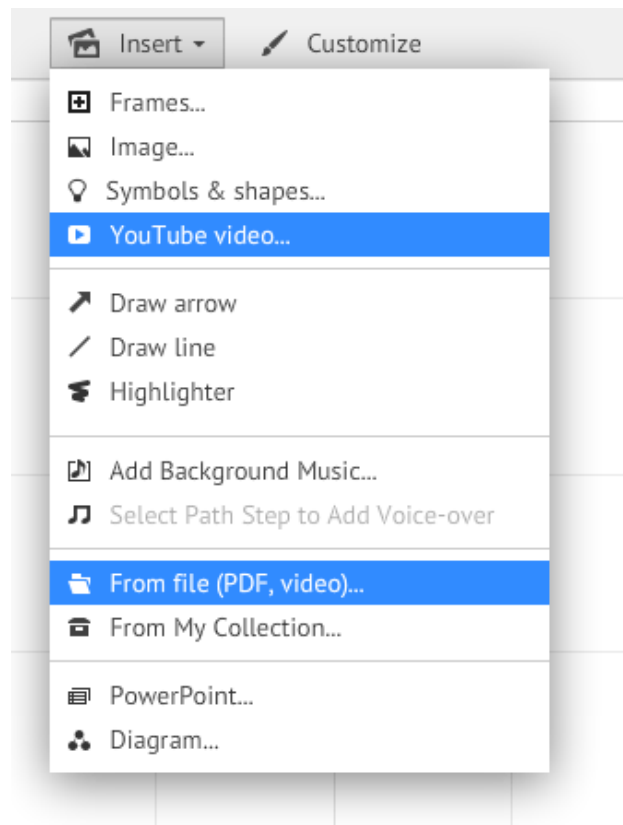 Insert
Customize
Frames...
Image...
Symbols & shapes...
YouTube video...
Draw arrow
Draw line
Highlighter
Add Background Music...
Select Path Step to Add Voice-over
From file (PDF, video)...
From My Collection...
PowerPoint...
Diagram...